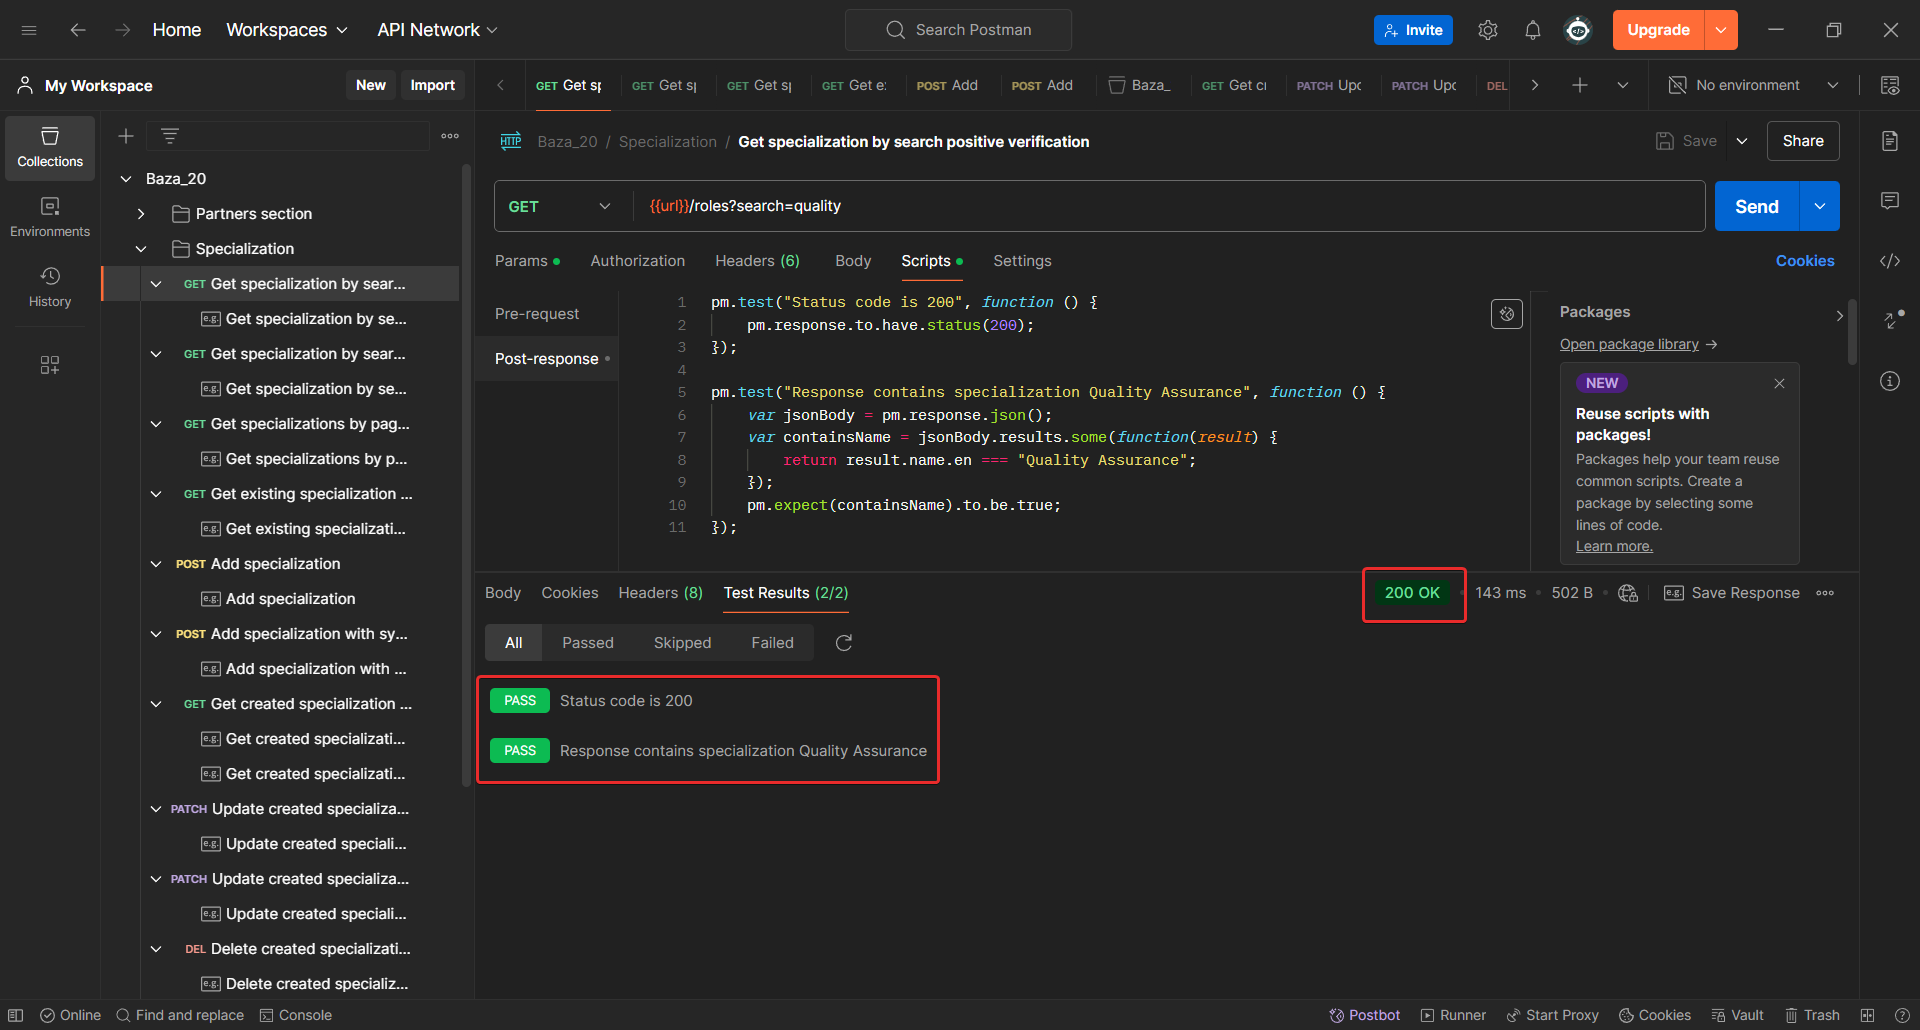 Home
Workspaces
API Network
Search Postman
Invite
Upgrade
My Workspace
New
Import
GET Get sp
GET Get s
GET Get s
GET Get e
POST Add
POST Add
Baza_
GET Get c
PATCH Up
PATCH Up
DEL
No environment
Collections
Environments
History
Baza_20
Partners section
Specialization
GET Get specialization by sear...
e.g. Get specialization by se...
GET Get specialization by sear...
e.g. Get specialization by se...
GET Get specializations by pag...
e.g. Get specializations by p...
GET Get existing specialization ...
e.g. Get existing specializati...
POST Add specialization
e.g. Add specialization
POST Add specialization with sy...
e.g. Add specialization with ...
GET Get created specialization ...
e.g. Get created specializati...
e.g. Get created specializati...
PATCH Update created specializa...
e.g. Update created speciali...
PATCH Update created specializa...
e.g. Update created speciali...
DEL Delete created specializati...
e.g. Delete created specializ...
HTTP Baza_20 / Specialization / Get specialization by search positive verification
Save
Share
GET
{{url}}/roles?search=quality
Send
Params
Authorization
Headers (6)
Body
Scripts
Settings
Cookies
Pre-request
Post-response
1 pm.test("Status code is 200", function () {
2 pm.response.to.have.status(200);
3 });
4
5 pm.test("Response contains specialization Quality Assurance", function () {
6 var jsonBody = pm.response.json();
7 var containsName = jsonBody.results.some(function(result) {
8 return result.name.en === "Quality Assurance";
9 });
10 pm.expect(containsName).to.be.true;
11 });
Packages
Open package library →
NEW
Reuse scripts with
packages!
Packages help your team reuse
common scripts. Create a
package by selecting some
lines of code.
Learn more.
Body
Cookies
Headers (8)
Test Results (2/2)
200 OK
143 ms
502 B
e.g. Save Response
All
Passed
Skipped
Failed
PASS Status code is 200
PASS Response contains specialization Quality Assurance
Online
Find and replace
Console
Postbot
Runner
Start Proxy
Cookies
Vault
Trash